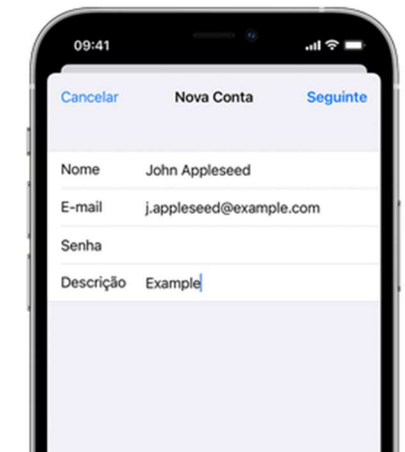 09:41
Cancelar Nova Conta Seguinte
Nome John Appleseed
E-mail j.appleseed@example.com
Senha
Descrição Example